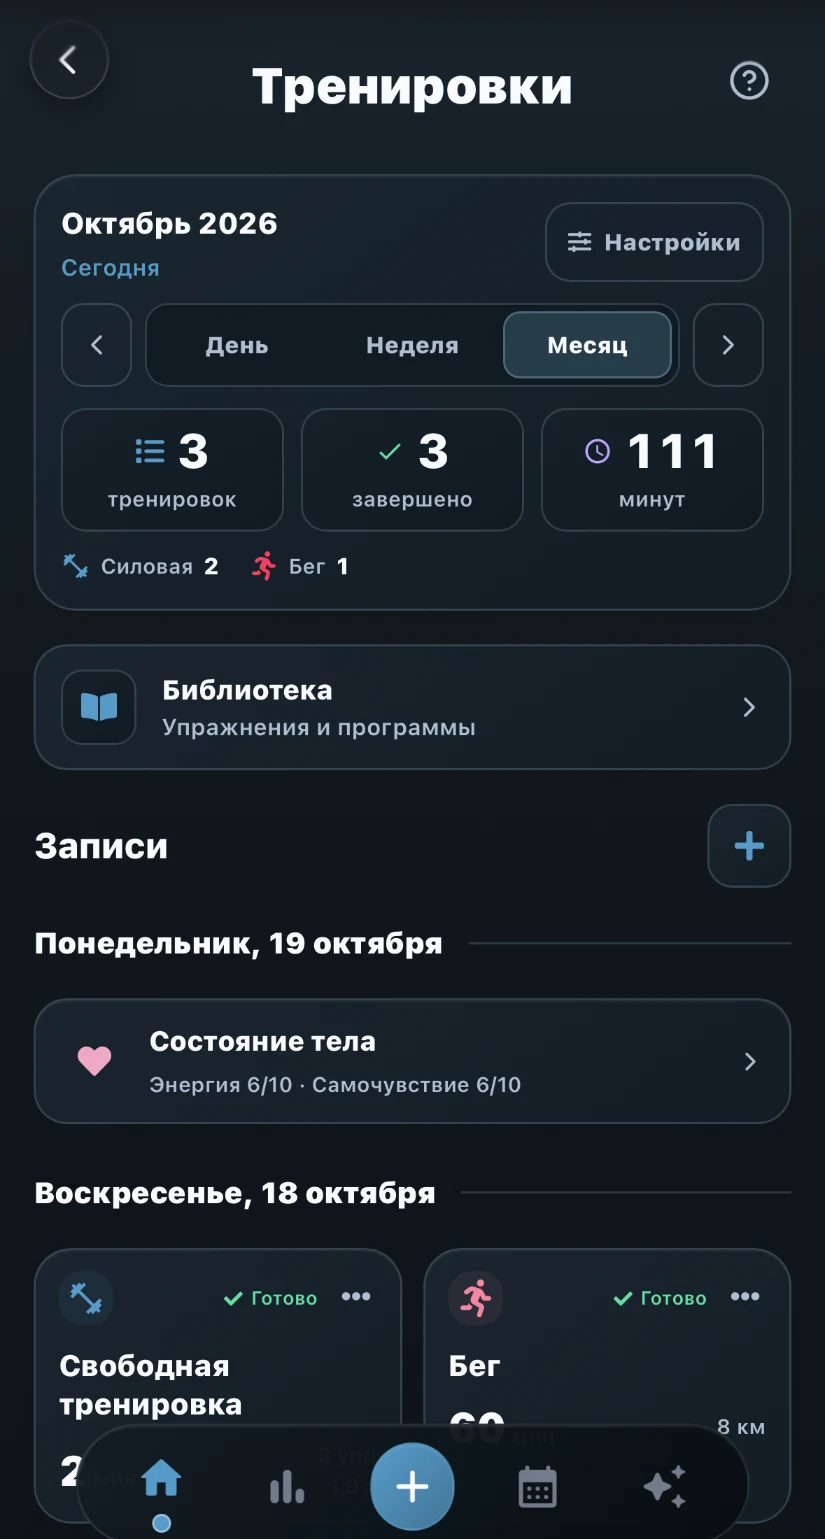 Тренировки
Октябрь 2026
Сегодня
Настройки
День
Неделя
Месяц
3
тренировок
3
завершено
111
минут
Силовая 2
Бег 1
Библиотека
Упражнения и программы
Записи
Понедельник, 19 октября
Состояние тела
Энергия 6/10 · Самочувствие 6/10
Воскресенье, 18 октября
Готово
Свободная
тренировка
Готово
Бег
60 мин
8 км